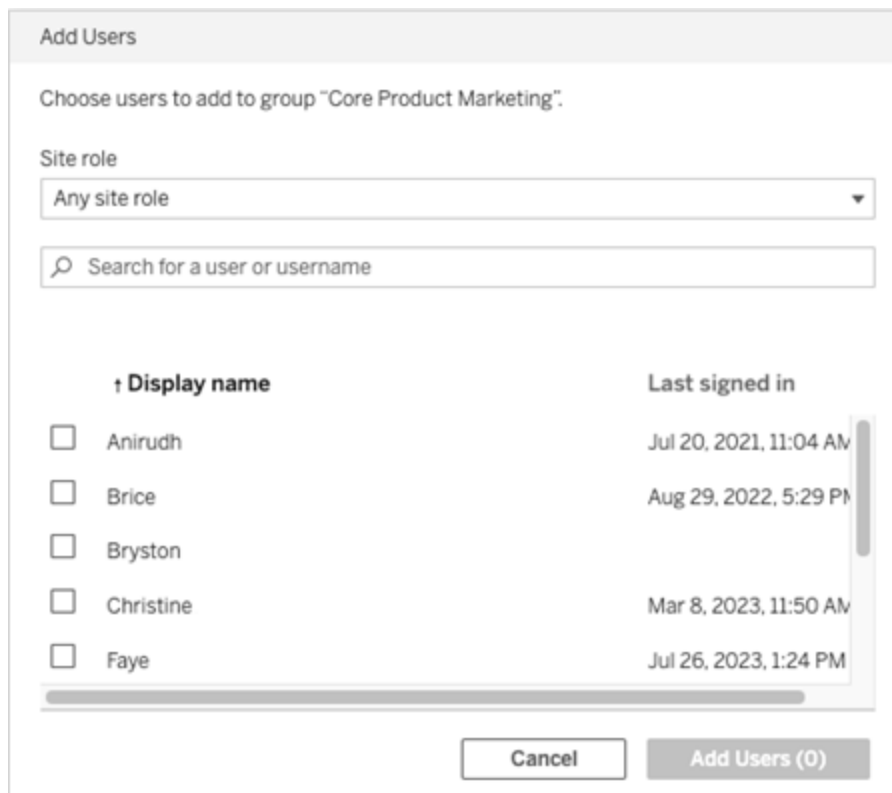 Add Users
Choose users to add to group “Core Product Marketing”.
Site role
Any site role
Search for a user or username
↑ Display name Last signed in
Anirudh Jul 20, 2021, 11:04 AM
Brice Aug 29, 2022, 5:29 PM
Bryston
Christine Mar 8, 2023, 11:50 AM
Faye Jul 26, 2023, 1:24 PM
Cancel Add Users (0)